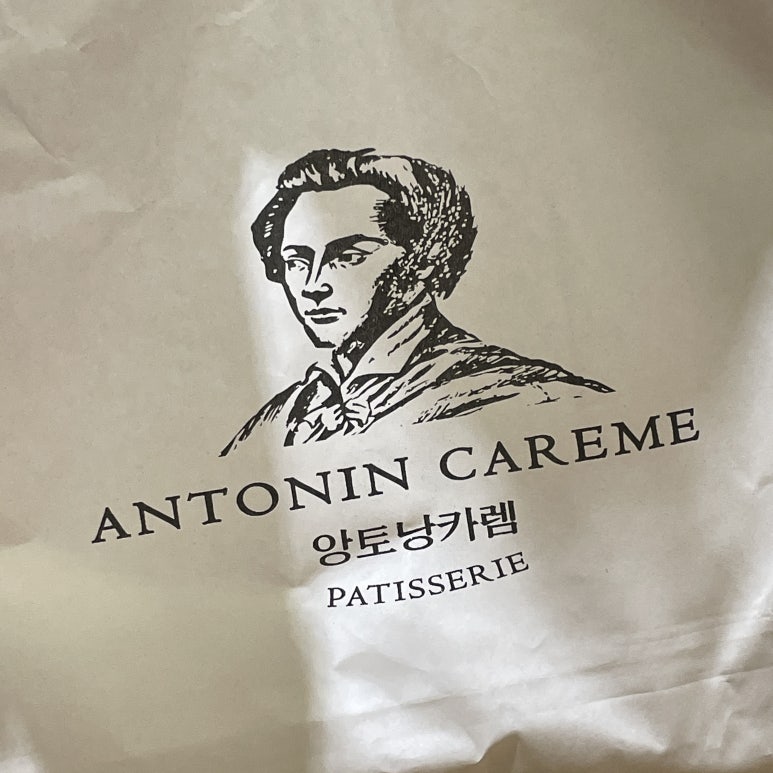 ANTONIN CAREME
앙토낭카렘
PATISSERIE